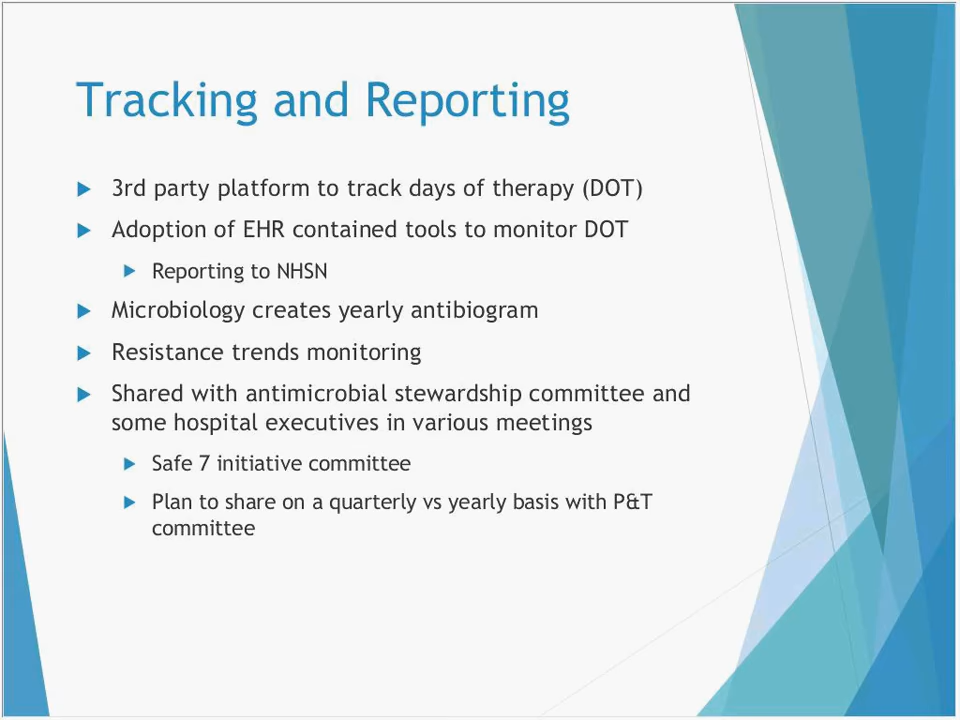 Tracking and Reporting
3rd party platform to track days of therapy (DOT)
Adoption of EHR contained tools to monitor DOT
Reporting to NHSN
Microbiology creates yearly antibiogram
Resistance trends monitoring
Shared with antimicrobial stewardship committee and
some hospital executives in various meetings
Safe 7 initiative committee
Plan to share on a quarterly vs yearly basis with P&T
committee